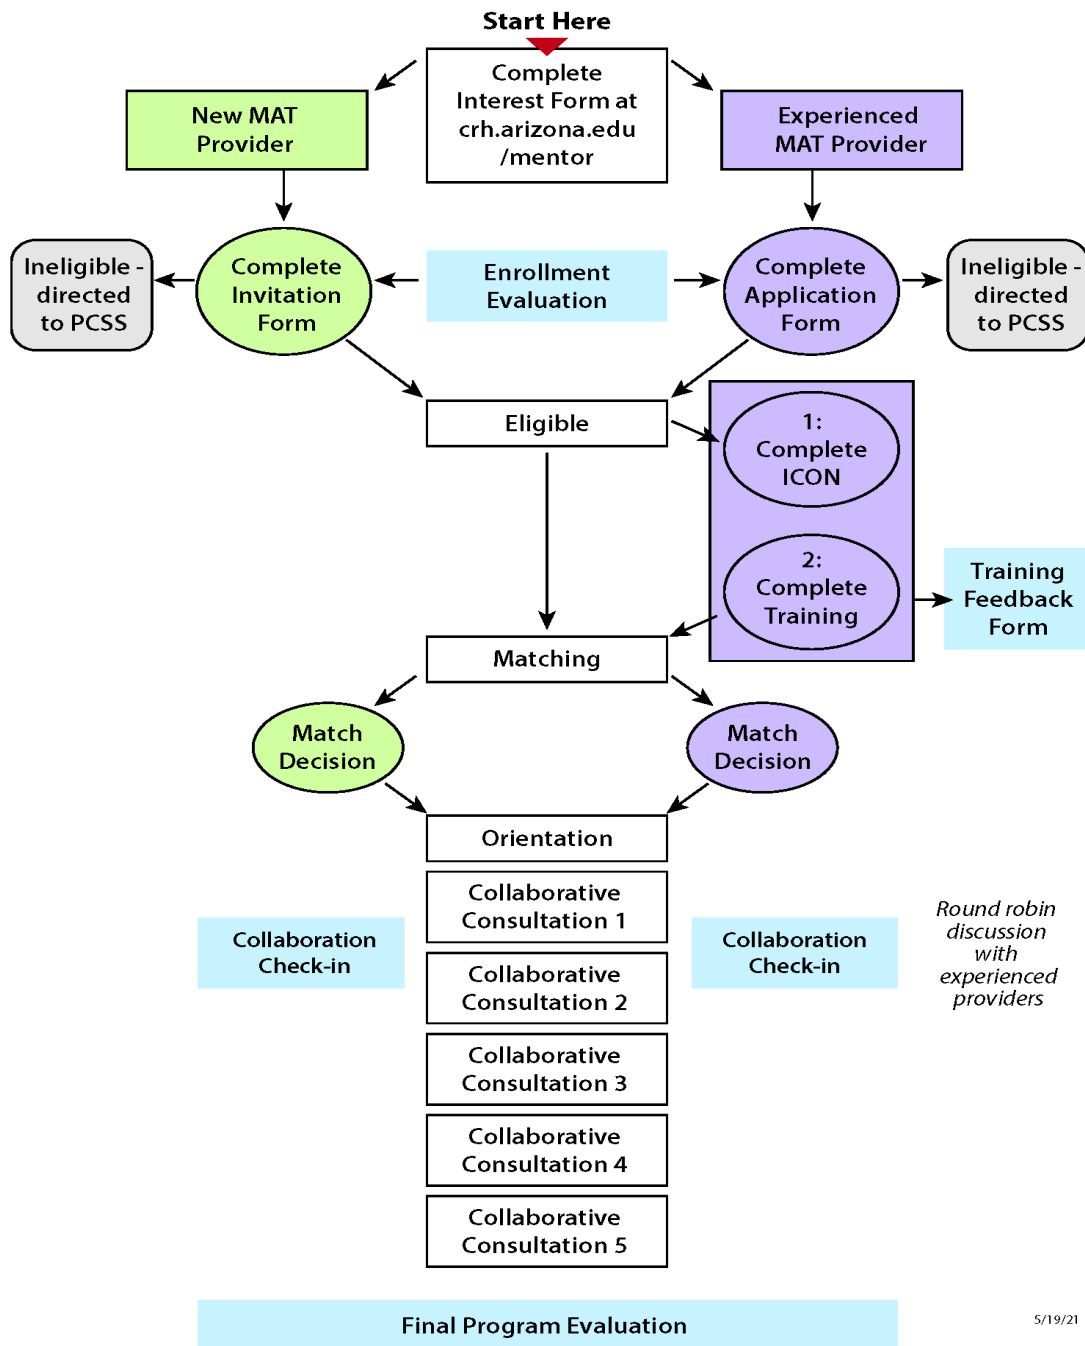 Start Here
Complete
Interest Form at
crh.arizona.edu
/mentor
New MAT
Provider
Experienced
MAT Provider
Ineligible -
directed
to PCSS
Complete
Invitation
Form
Enrollment
Evaluation
Complete
Application
Form
Ineligible -
directed
to PCSS
Eligible
1:
Complete
ICON
2:
Complete
Training
Training
Feedback
Form
Matching
Match
Decision
Match
Decision
Orientation
Collaborative
Consultation 1
Collaboration
Check-in
Collaboration
Check-in
Round robin
discussion
with
experienced
providers
Collaborative
Consultation 2
Collaborative
Consultation 3
Collaborative
Consultation 4
Collaborative
Consultation 5
Final Program Evaluation
5/19/21